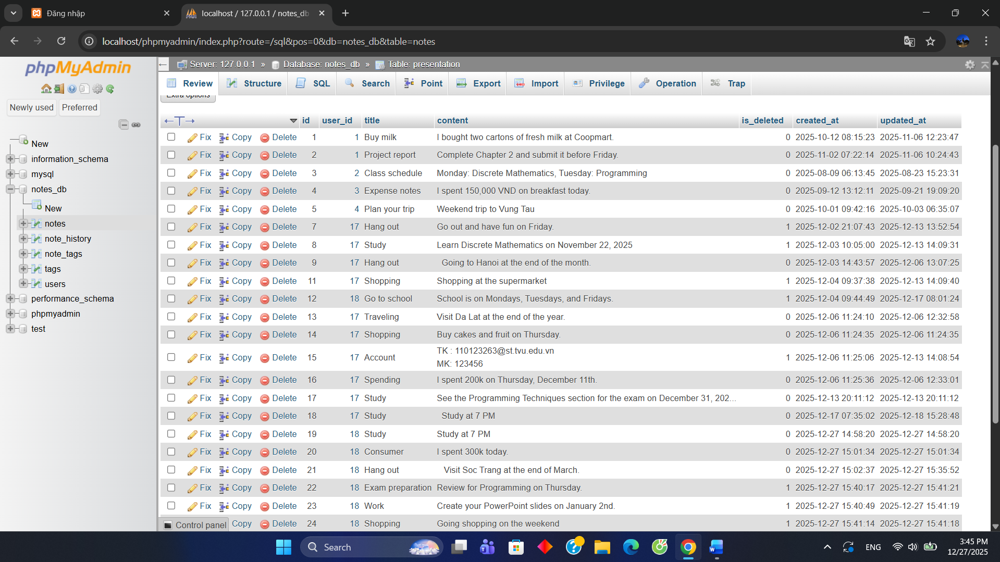 Đăng nhập
localhost / 127.0.0.1 / notes_db
localhost/phpmyadmin/index.php?route=/sql&pos=0&db=notes_db&table=notes
phpMyAdmin
Newly used Preferred
New
information_schema
mysql
notes_db
New
notes
note_history
note_tags
tags
users
performance_schema
phpmyadmin
test
Server: 127.0.0.1 » Database: notes_db » Table: presentation
Review Structure SQL Search Point Export Import Privilege Operation Trap
Extra options
←T→ id user_id title content is_deleted created_at updated_at
Fix Copy Delete 1 1 Buy milk I bought two cartons of fresh milk at Coopmart. 0 2025-10-12 08:15:23 2025-11-06 12:23:47
Fix Copy Delete 2 1 Project report Complete Chapter 2 and submit it before Friday. 0 2025-11-02 07:22:14 2025-11-06 10:24:43
Fix Copy Delete 3 2 Class schedule Monday: Discrete Mathematics, Tuesday: Programming 0 2025-08-09 06:13:45 2025-08-23 15:23:31
Fix Copy Delete 4 3 Expense notes I spent 150,000 VND on breakfast today. 0 2025-09-12 13:12:11 2025-09-21 19:09:20
Fix Copy Delete 5 4 Plan your trip Weekend trip to Vung Tau 0 2025-10-01 09:42:16 2025-10-03 06:35:07
Fix Copy Delete 7 17 Hang out Go out and have fun on Friday. 1 2025-12-02 21:07:43 2025-12-13 13:52:54
Fix Copy Delete 8 17 Study Learn Discrete Mathematics on November 22, 2025 1 2025-12-03 10:05:00 2025-12-13 14:09:31
Fix Copy Delete 9 17 Hang out Going to Hanoi at the end of the month. 0 2025-12-03 14:43:57 2025-12-06 13:07:25
Fix Copy Delete 11 17 Shopping Shopping at the supermarket 1 2025-12-04 09:37:38 2025-12-13 14:09:40
Fix Copy Delete 12 18 Go to school School is on Mondays, Tuesdays, and Fridays. 1 2025-12-04 09:44:49 2025-12-17 08:01:24
Fix Copy Delete 13 17 Traveling Visit Da Lat at the end of the year. 0 2025-12-06 11:24:10 2025-12-06 12:32:58
Fix Copy Delete 14 17 Shopping Buy cakes and fruit on Thursday. 0 2025-12-06 11:24:35 2025-12-06 11:24:35
TK : 110123263@st.tvu.edu.vn
Fix Copy Delete 15 17 Account 1 2025-12-06 11:25:06 2025-12-13 14:08:54
MK: 123456
Fix Copy Delete 16 17 Spending I spent 200k on Thursday, December 11th. 0 2025-12-06 11:25:36 2025-12-06 12:33:01
Fix Copy Delete 17 17 Study See the Programming Techniques section for the exam on December 31, 202... 0 2025-12-13 20:11:12 2025-12-13 20:11:12
Fix Copy Delete 18 17 Study Study at 7 PM 0 2025-12-17 07:35:02 2025-12-18 15:28:48
Fix Copy Delete 19 18 Study Study at 7 PM 0 2025-12-27 14:58:20 2025-12-27 14:58:20
Fix Copy Delete 20 18 Consumer I spent 300k today. 0 2025-12-27 15:01:34 2025-12-27 15:01:34
Fix Copy Delete 21 18 Hang out Visit Soc Trang at the end of March. 0 2025-12-27 15:02:37 2025-12-27 15:35:52
Fix Copy Delete 22 18 Exam preparation Review for Programming on Thursday. 1 2025-12-27 15:40:17 2025-12-27 15:41:21
Fix Copy Delete 23 18 Work Create your PowerPoint slides on January 2nd. 1 2025-12-27 15:40:49 2025-12-27 15:41:19
Control panel Copy Delete 24 18 Shopping Going shopping on the weekend 1 2025-12-27 15:41:14 2025-12-27 15:41:18
Search
ENG
3:45 PM
12/27/2025